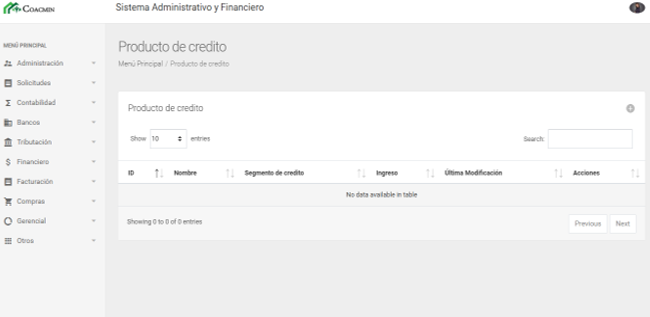 COACMIN
Sistema Administrativo y Financiero
MENÚ PRINCIPAL
Administración
Solicitudes
Contabilidad
Bancos
Tributación
Financiero
Facturación
Compras
Gerencial
Otros
Producto de credito
Menú Principal / Producto de credito
Producto de credito
Show 10 entries
Search:
ID Nombre Segmento de credito Ingreso Última Modificación Acciones
No data available in table
Showing 0 to 0 of 0 entries
Previous Next